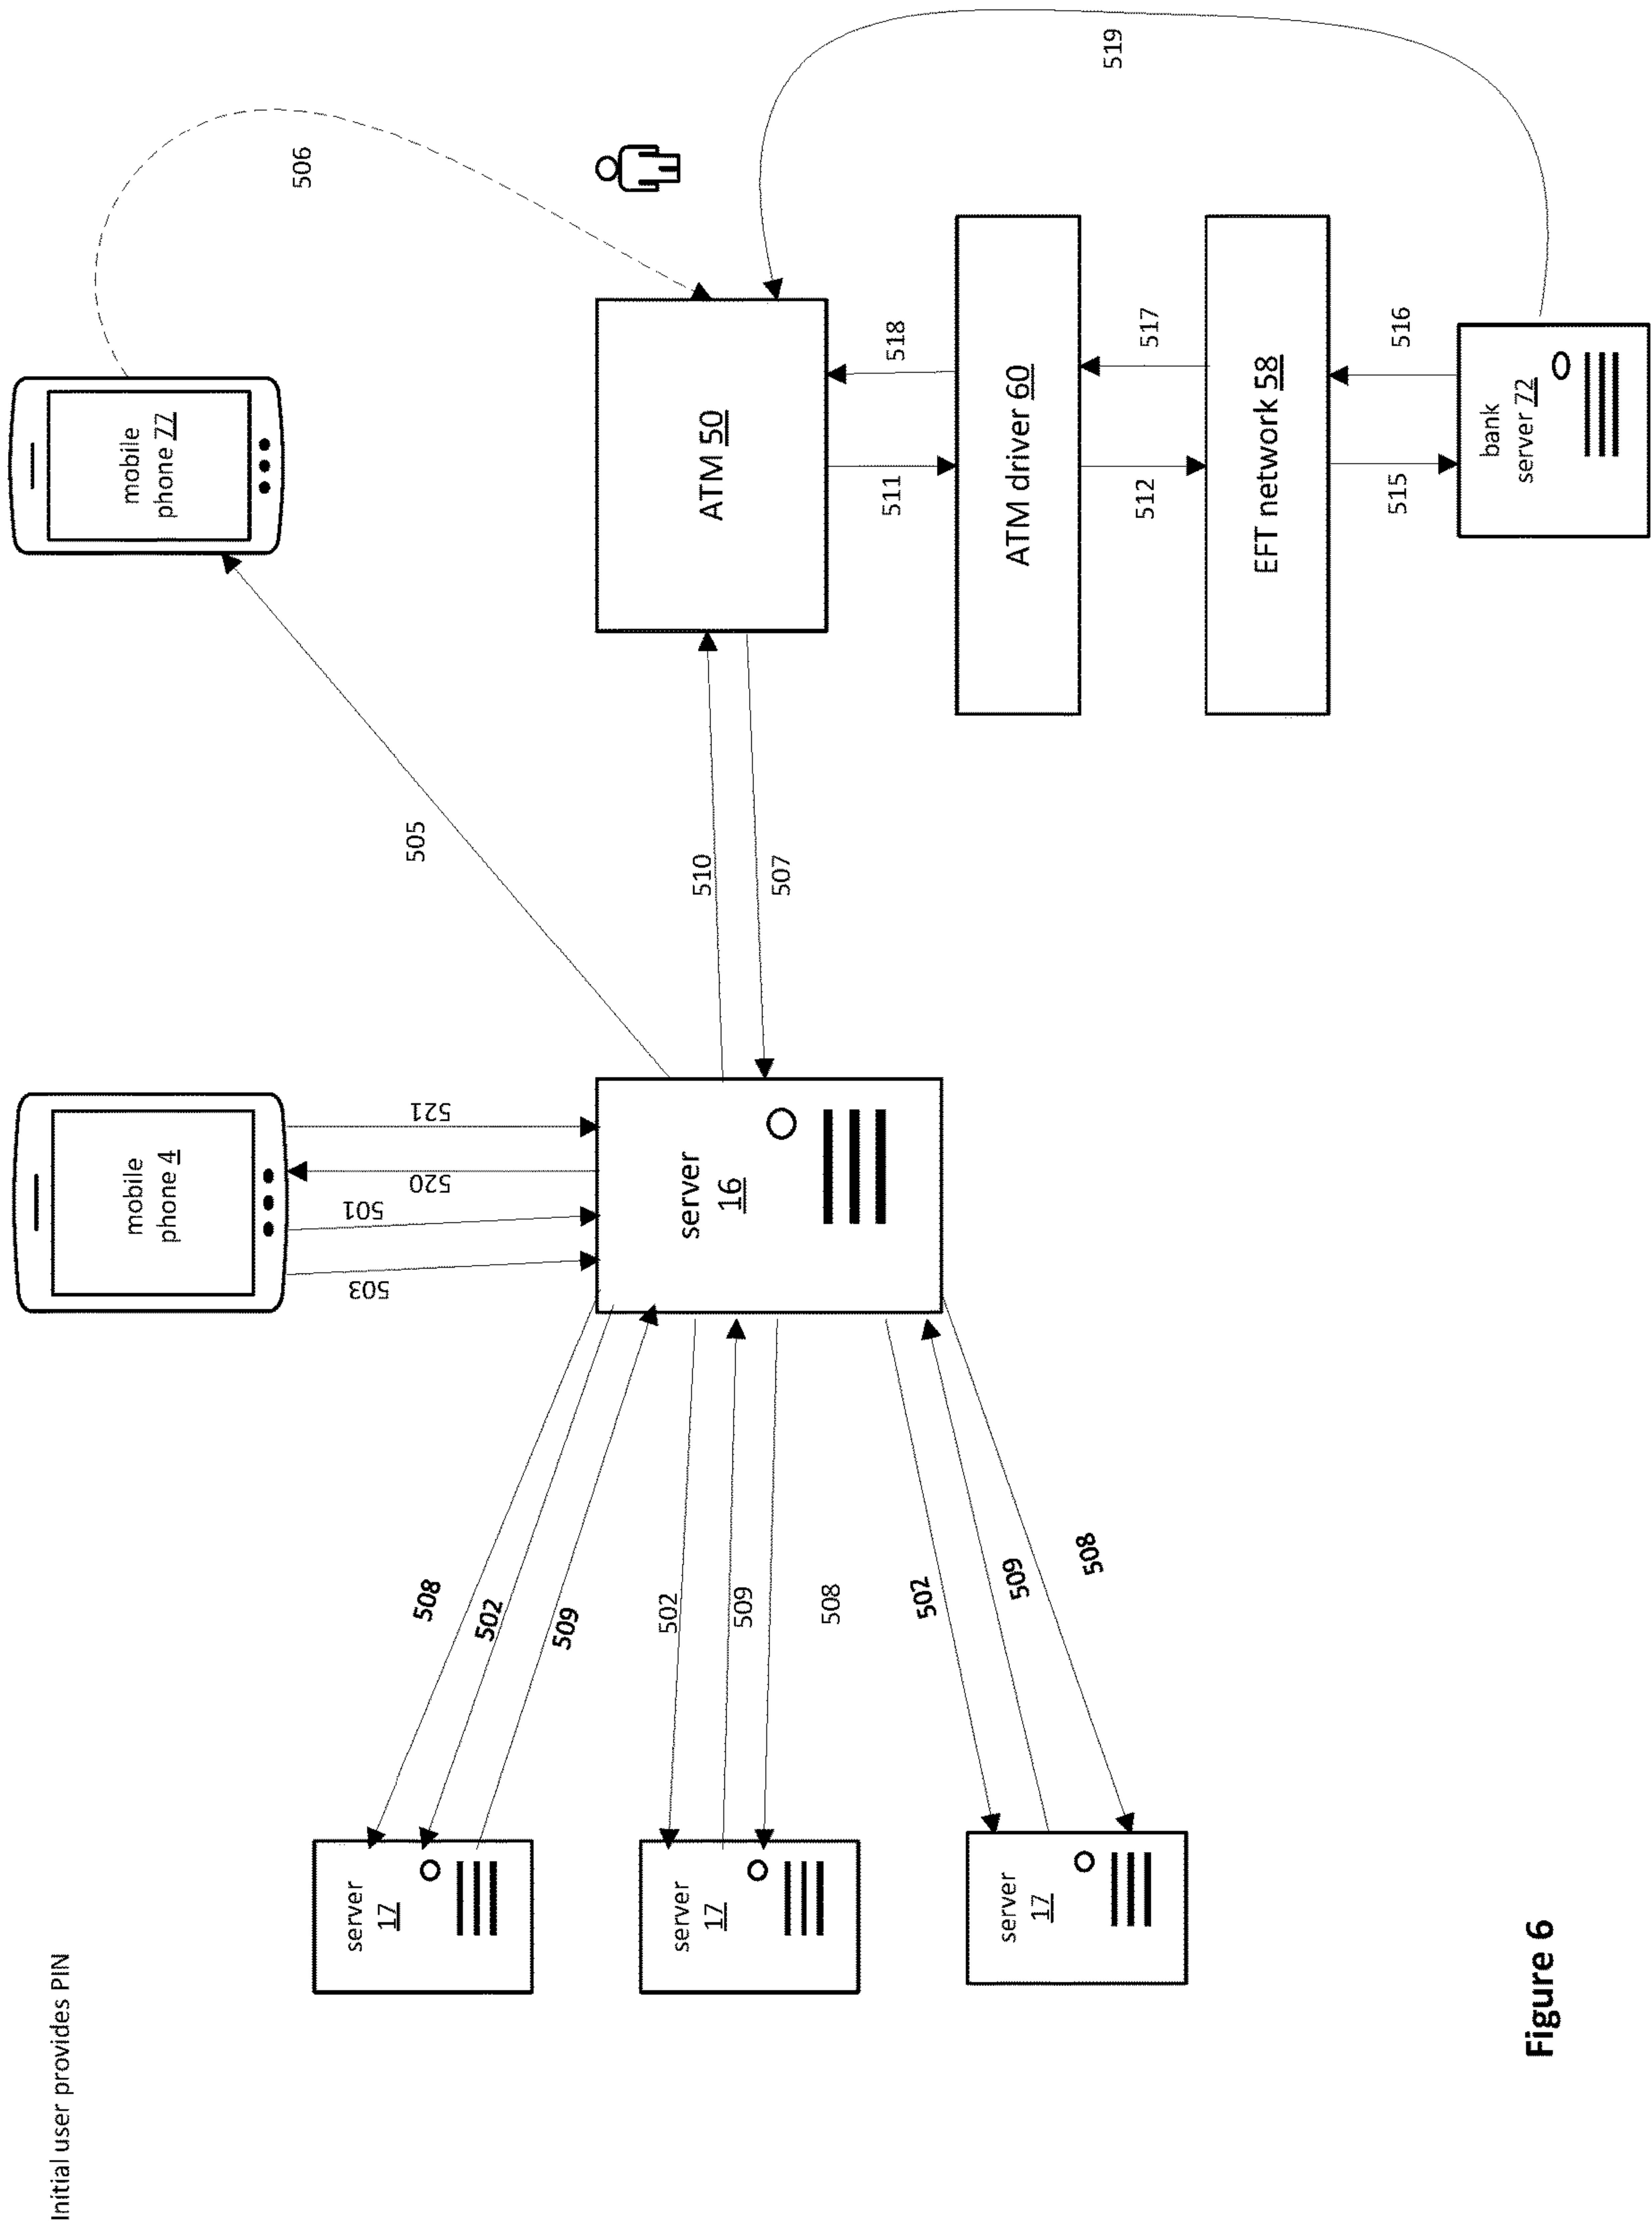 Initial user provides PIN
mobile
phone 4
mobile
phone 77
503
501
520
521
505
506
server
16
510
507
ATM 50
519
511
518
ATM driver 60
512
517
EFT network 58
515
516
bank
server 72
508
502
509
502
509
508
502
509
508
server
17
server
17
server
17
Figure 6